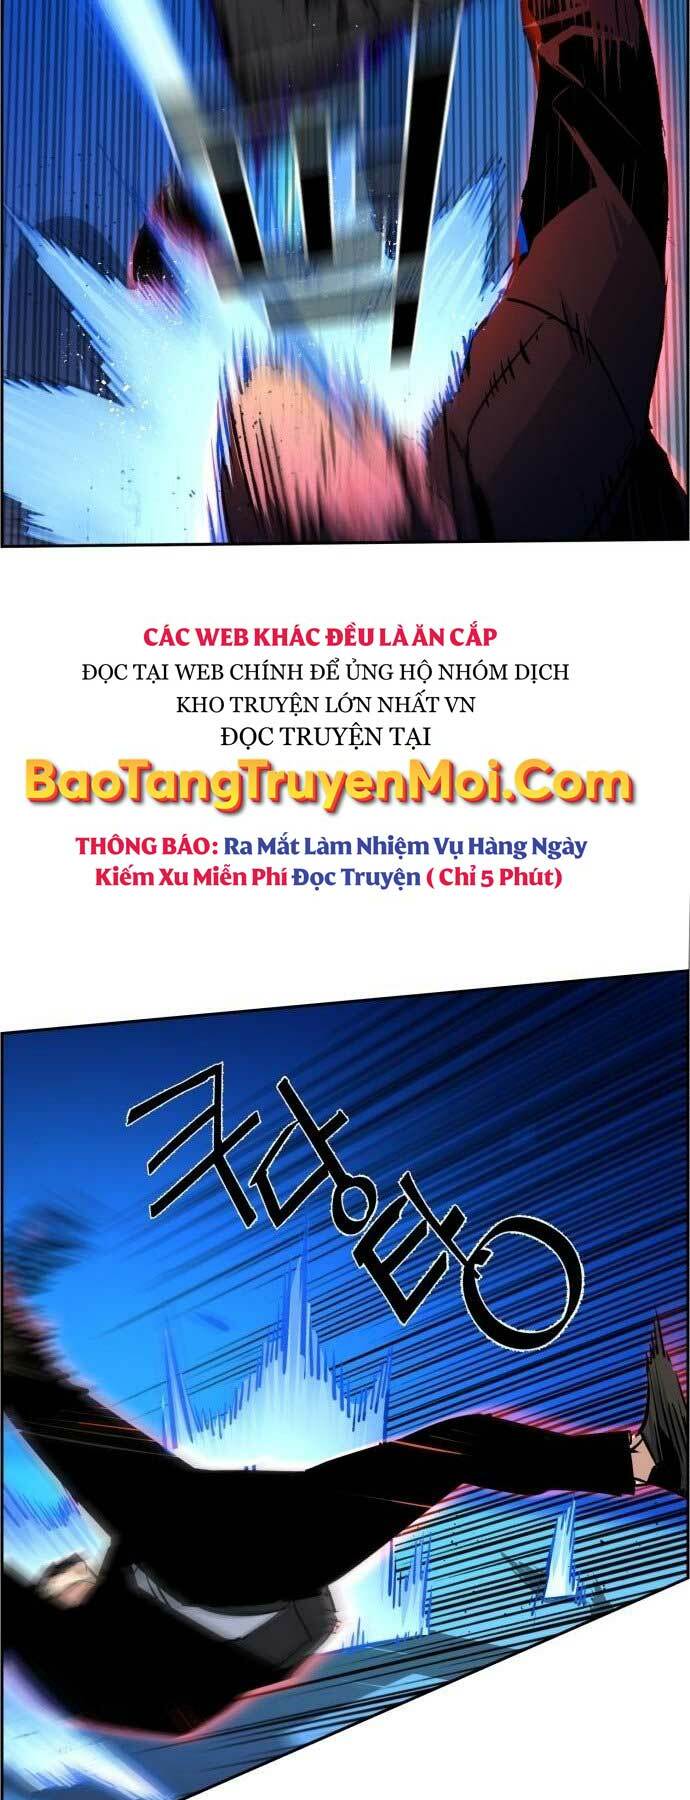 CÁC WEB KHÁC ĐỀU LÀ ĂN CẮP
ĐỌC TẠI WEB CHÍNH ĐỂ ỦNG HỘ NHÓM DỊCH
KHO TRUYỆN LỚN NHẤT VN
ĐỌC TRUYỆN TẠI
BaoTangTruyenMoi.Com
THÔNG BÁO: Ra Mắt Làm Nhiệm Vụ Hàng Ngày
Kiếm Xu Miễn Phí Đọc Truyện ( Chỉ 5 Phút)
쿠당탕